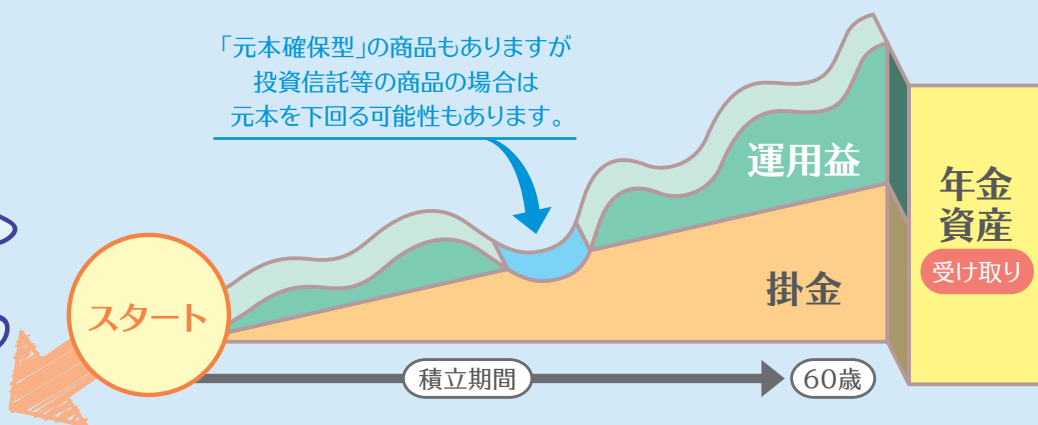 「元本確保型」の商品もありますが
投資信託等の商品の場合は
元本を下回る可能性もあります。
運用益
年金
資産
受け取り
掛金
スタート
積立期間
60歳